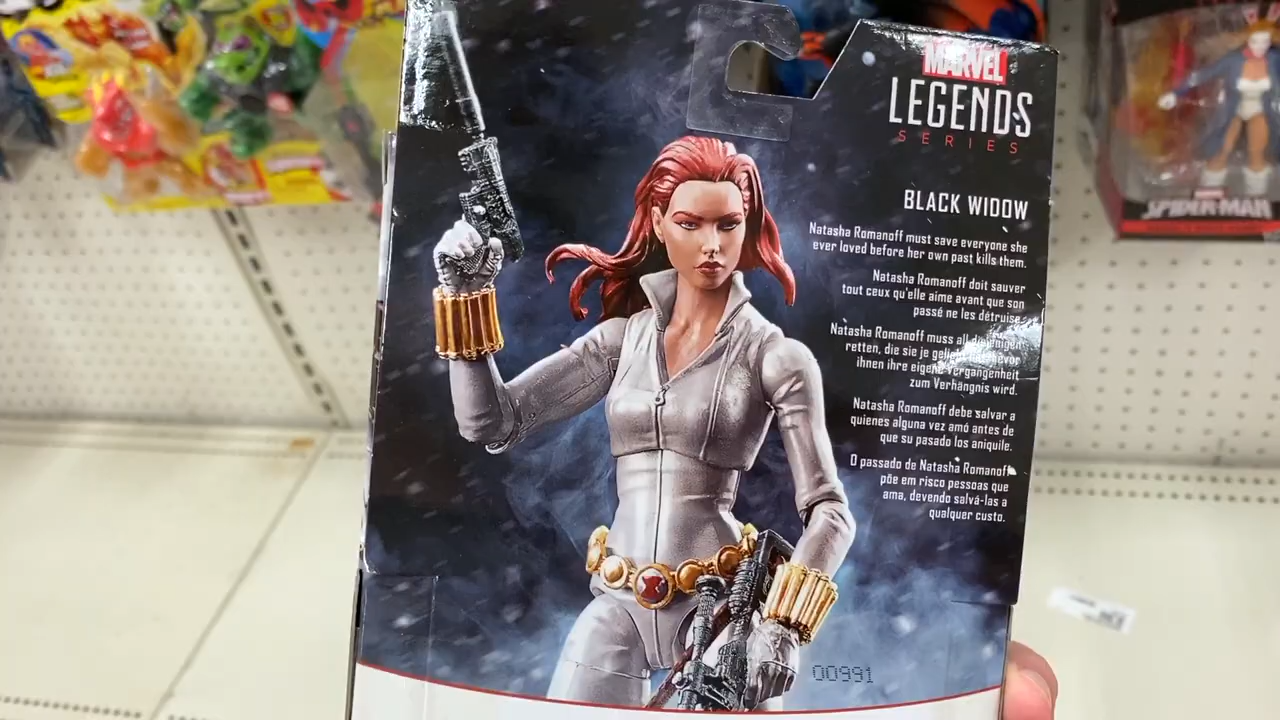 MARVEL
LEGENDS
SERIES
BLACK WIDOW
Natasha Romanoff must save everyone she
ever loved before her own past kills them.
Natasha Romanoff doit sauver
tout ceux qu'elle aime avant que son
passé ne les détruise.
Natasha Romanoff muss all
retten, die sie je
ihnen ihre eigene Vergangenheit
zum Verhängnis wird.
Natasha Romanoff debe salvar a
quienes alguna vez amó antes de
que su pasado los aniquile.
O passado de Natasha Romanoff
põe em risco pessoas que
ama, devendo salvá-las a
qualquer custo.
00991
MARVEL
SPIDER-MAN